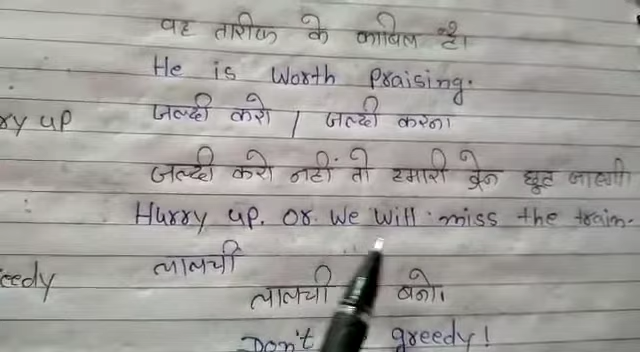 वह तारीफ के काबिल है।
He is Worth Praising.
ry up जल्दी करो / जल्दी करना
जल्दी करो नहीं तो हमारी ट्रेन छूट जाएगी।
Hurry up. Or We Will miss the train.
eedy लालची
लालची बनो।
Don't greedy!